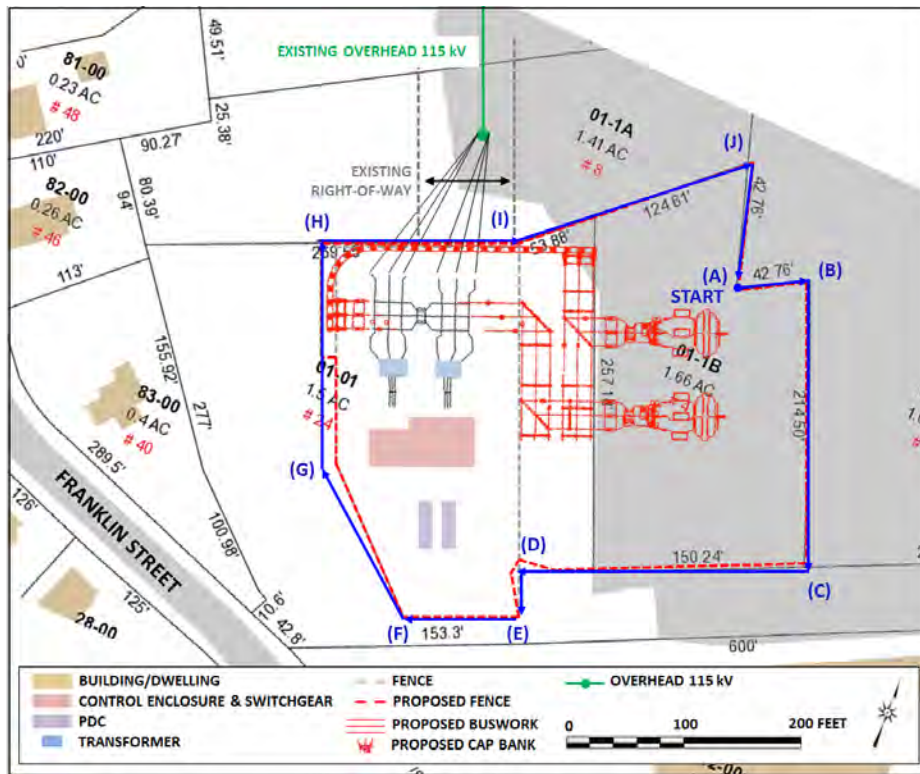 49.51'
EXISTING OVERHEAD 115 kV
81-00
0.23 AC
# 48
25.38'
220'
110'
90.27'
01-1A
1.41 AC
# 8
(J)
EXISTING
RIGHT-OF-WAY
82-00
0.26 AC
# 46
94'
80.39'
124.81'
42.76'
(H)
(I)
53.88'
113'
(A)
42.76'
(B)
START
155.92'
277'
01-01
1.5 AC
257.18'
01-1B
1.66 AC
83-00
0.4 AC
# 40
214.50'
289.5'
(G)
FRANKLIN STREET
126'
100.98'
(D)
150.24'
(C)
10.6'
42.8'
125'
28-00
(F)
153.3'
(E)
600'
BUILDING/DWELLING
CONTROL ENCLOSURE & SWITCHGEAR
PDC
TRANSFORMER
FENCE
PROPOSED FENCE
PROPOSED BUSWORK
PROPOSED CAP BANK
OVERHEAD 115 kV
0 100 200 FEET